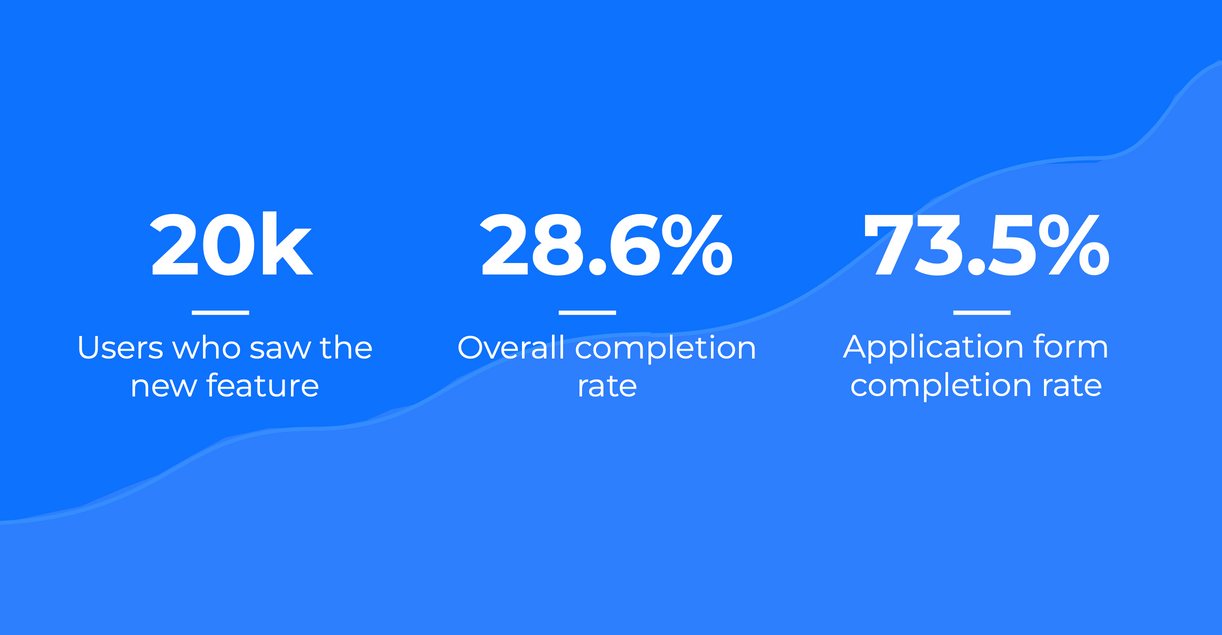 20k
Users who saw the
new feature
28.6%
Overall completion
rate
73.5%
Application form
completion rate